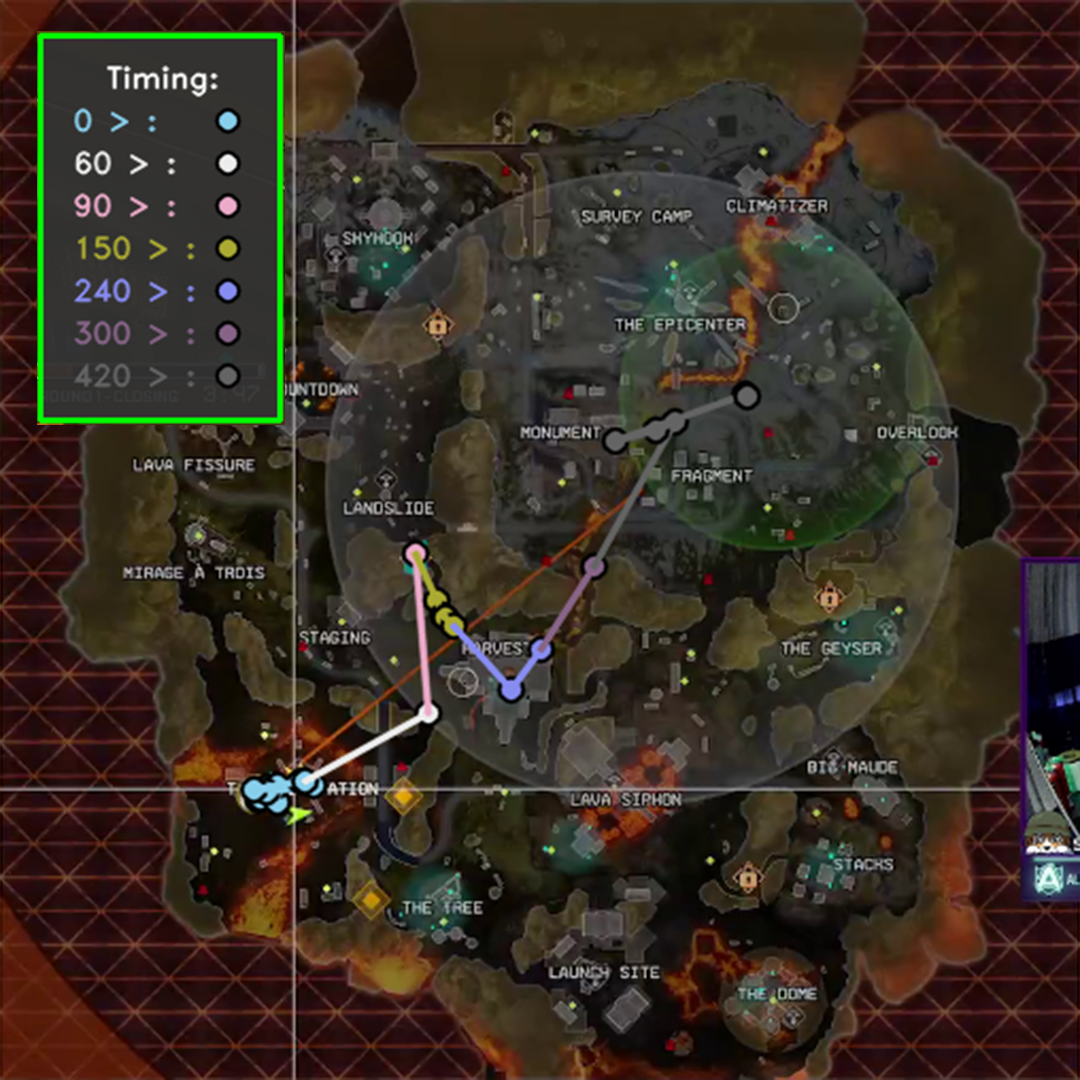 Timing:
0 > :
60 > :
90 > :
150 > :
240 > :
300 > :
420 > :
CLIMATIZER
SURVEY CAMP
SKYHOOK
THE EPICENTER
MONUMENT
OVERLOOK
LAVA FISSURE
FRAGMENT
LANDSLIDE
MIRAGE À TROIS
STAGING
THE GEYSER
BIG MAUDE
ATION
LAVA SIPHON
STACKS
THE TREE
LAUNCH SITE
THE DOME